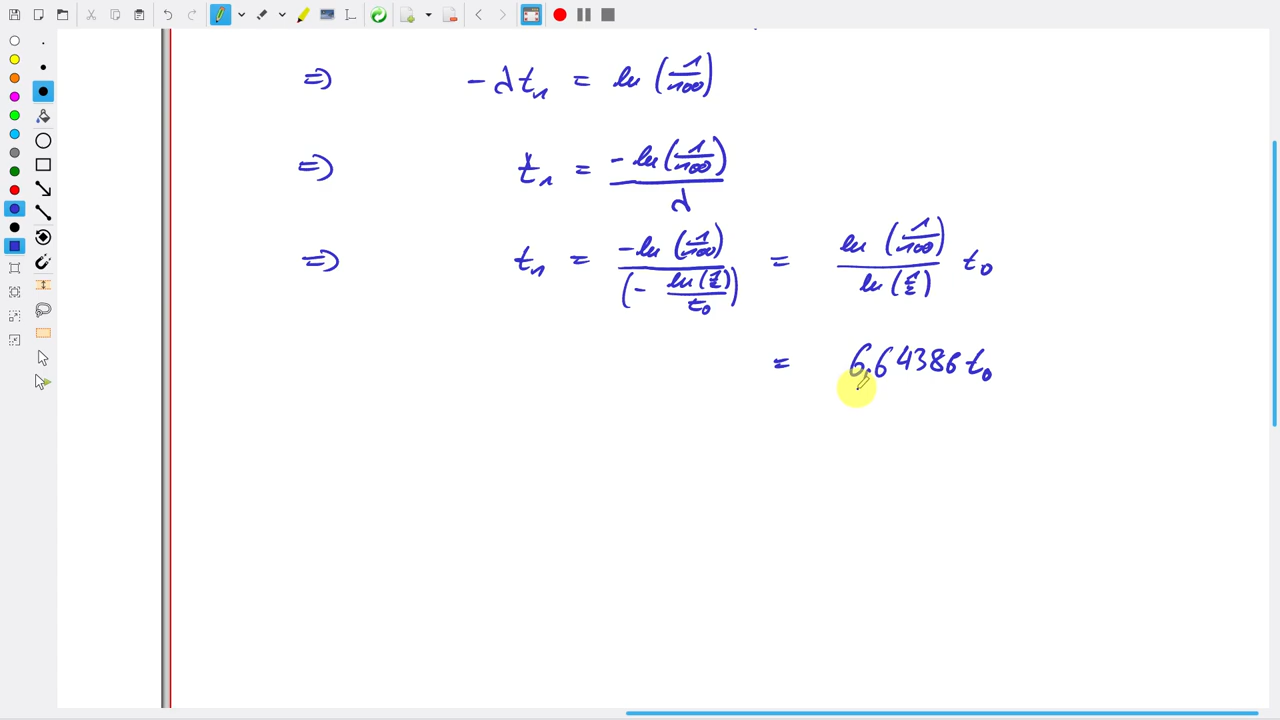 => -λt₁ = ln (1/100)
=> t₁ = -ln(1/100)/λ
=> t₁ = -ln (1/100)/(- ln(1/2)/t₀) = ln (1/100)/ln (1/2) t₀
= 6.64386 t₀